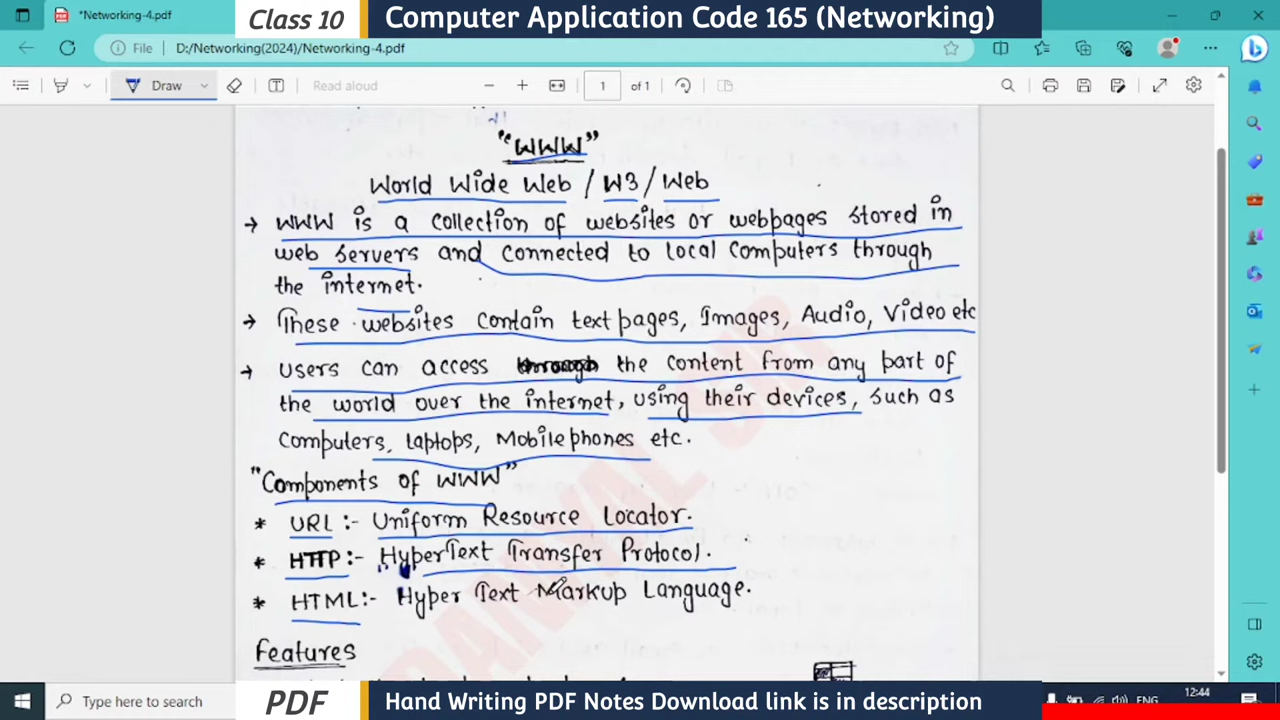 *Networking-4.pdf
Class 10
Computer Application Code 165 (Networking)
File
D:/Networking(2024)/Networking-4.pdf
Draw
Read aloud
1
of 1
"WWW"
World Wide Web / W3 / Web
→ WWW is a collection of websites or webpages stored in
web servers and connected to local computers through
the internet.
→ These websites contain text pages, Images, Audio, Video etc
→ Users can access the content from any part of
the world over the internet, using their devices, such as
Computers, laptops, Mobilephones etc.
"Components of WWW"
* URL :- Uniform Resource Locator.
* HTTP :- HyperText Transfer Protocol.
* HTML :- Hyper Text Markup Language.
Features
Type here to search
ENG
12:44
PDF
Hand Writing PDF Notes Download link is in description